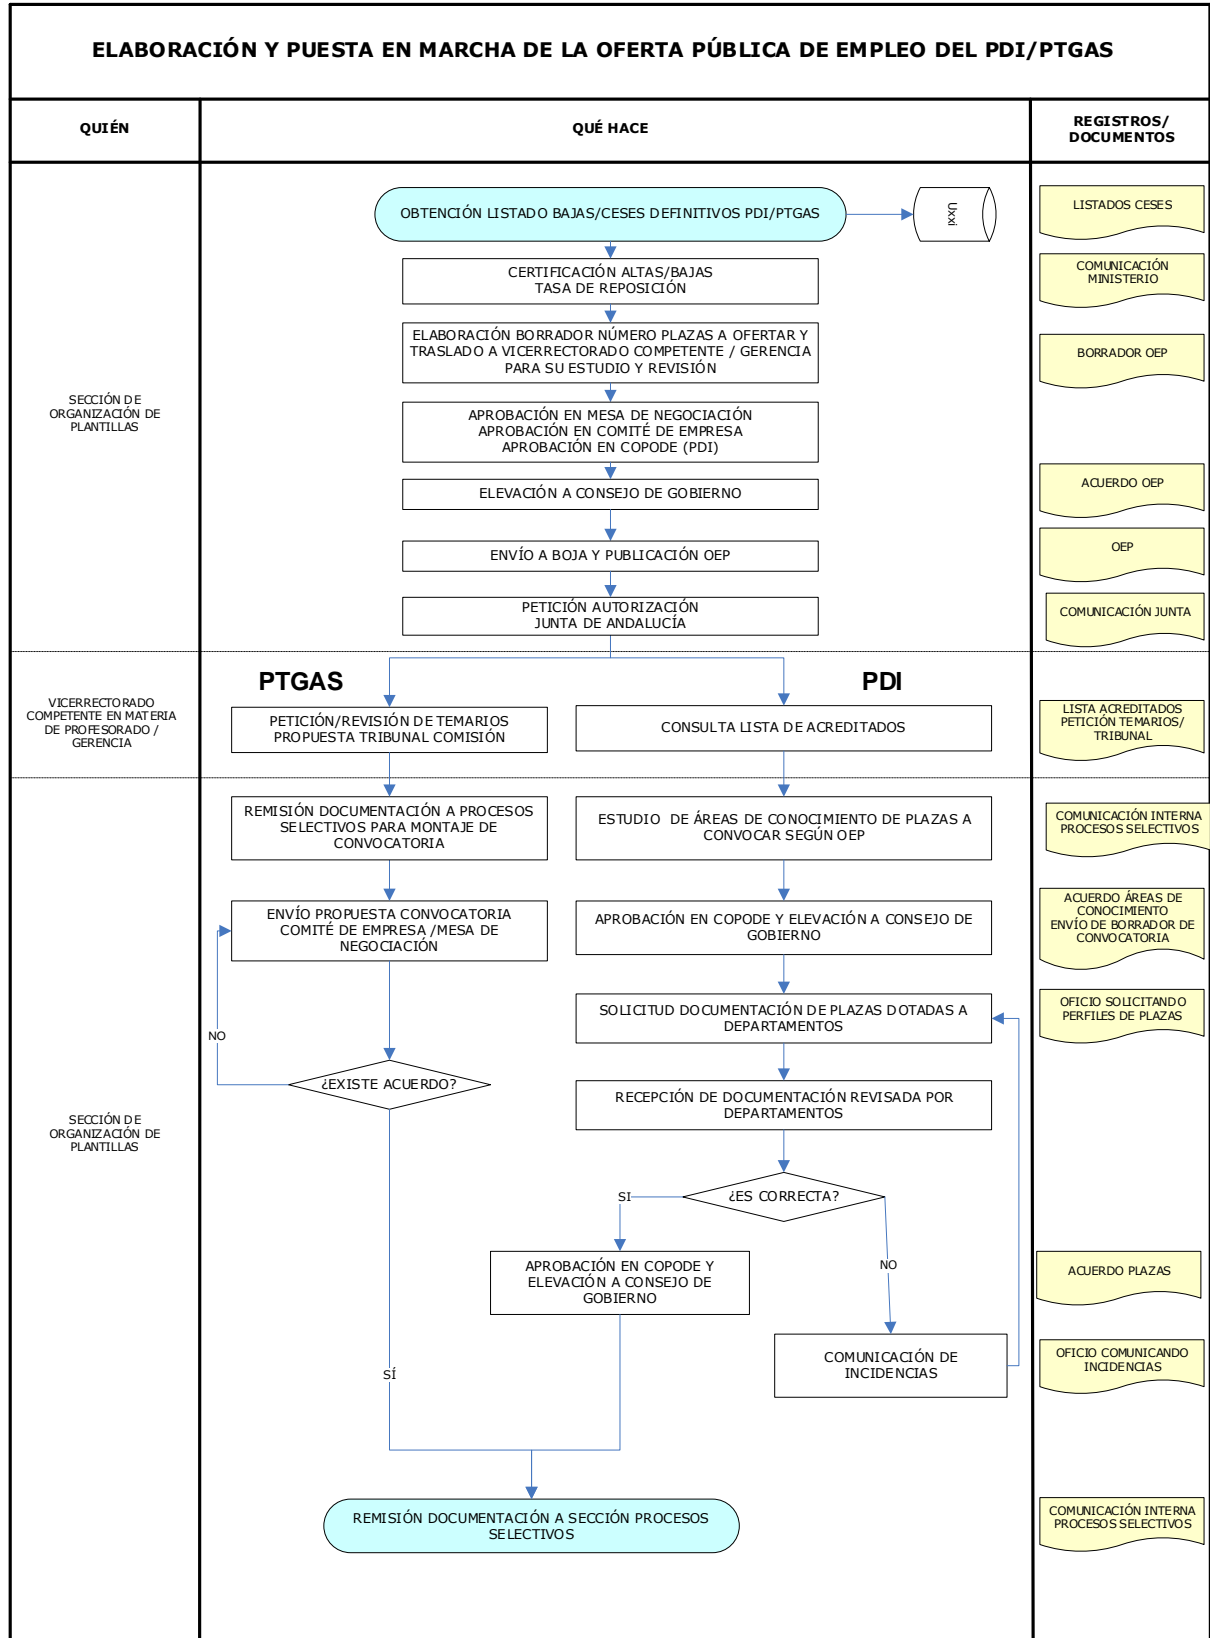 ELABORACIÓN Y PUESTA EN MARCHA DE LA OFERTA PÚBLICA DE EMPLEO DEL PDI/PTGAS
QUIÉN
QUÉ HACE
REGISTROS/
DOCUMENTOS
OBTENCIÓN LISTADO BAJAS/CESES DEFINITIVOS PDI/PTGAS
Uxxi
LISTADOS CESES
CERTIFICACIÓN ALTAS/BAJAS
TASA DE REPOSICIÓN
COMUNICACIÓN
MINISTERIO
ELABORACIÓN BORRADOR NÚMERO PLAZAS A OFERTAR Y
TRASLADO A VICERRECTORADO COMPETENTE / GERENCIA
PARA SU ESTUDIO Y REVISIÓN
BORRADOR OEP
SECCIÓN DE
ORGANIZACIÓN DE
PLANTILLAS
APROBACIÓN EN MESA DE NEGOCIACIÓN
APROBACIÓN EN COMITÉ DE EMPRESA
APROBACIÓN EN COPODE (PDI)
ELEVACIÓN A CONSEJO DE GOBIERNO
ACUERDO OEP
ENVÍO A BOJA Y PUBLICACIÓN OEP
OEP
PETICIÓN AUTORIZACIÓN
JUNTA DE ANDALUCÍA
COMUNICACIÓN JUNTA
VICERRECTORADO
COMPETENTE EN MATERIA
DE PROFESORADO /
GERENCIA
PTGAS
PDI
PETICIÓN/REVISIÓN DE TEMARIOS
PROPUESTA TRIBUNAL COMISIÓN
CONSULTA LISTA DE ACREDITADOS
LISTA ACREDITADOS
PETICIÓN TEMARIOS/
TRIBUNAL
REMISIÓN DOCUMENTACIÓN A PROCESOS
SELECTIVOS PARA MONTAJE DE
CONVOCATORIA
ESTUDIO DE ÁREAS DE CONOCIMIENTO DE PLAZAS A
CONVOCAR SEGÚN OEP
COMUNICACIÓN INTERNA
PROCESOS SELECTIVOS
ENVÍO PROPUESTA CONVOCATORIA
COMITÉ DE EMPRESA /MESA DE
NEGOCIACIÓN
APROBACIÓN EN COPODE Y ELEVACIÓN A CONSEJO DE
GOBIERNO
ACUERDO ÁREAS DE
CONOCIMIENTO
ENVÍO DE BORRADOR DE
CONVOCATORIA
SOLICITUD DOCUMENTACIÓN DE PLAZAS DOTADAS A
DEPARTAMENTOS
OFICIO SOLICITANDO
PERFILES DE PLAZAS
NO
¿EXISTE ACUERDO?
RECEPCIÓN DE DOCUMENTACIÓN REVISADA POR
DEPARTAMENTOS
SECCIÓN DE
ORGANIZACIÓN DE
PLANTILLAS
SI
¿ES CORRECTA?
APROBACIÓN EN COPODE Y
ELEVACIÓN A CONSEJO DE
GOBIERNO
NO
ACUERDO PLAZAS
COMUNICACIÓN DE
INCIDENCIAS
OFICIO COMUNICANDO
INCIDENCIAS
SÍ
REMISIÓN DOCUMENTACIÓN A SECCIÓN PROCESOS
SELECTIVOS
COMUNICACIÓN INTERNA
PROCESOS SELECTIVOS